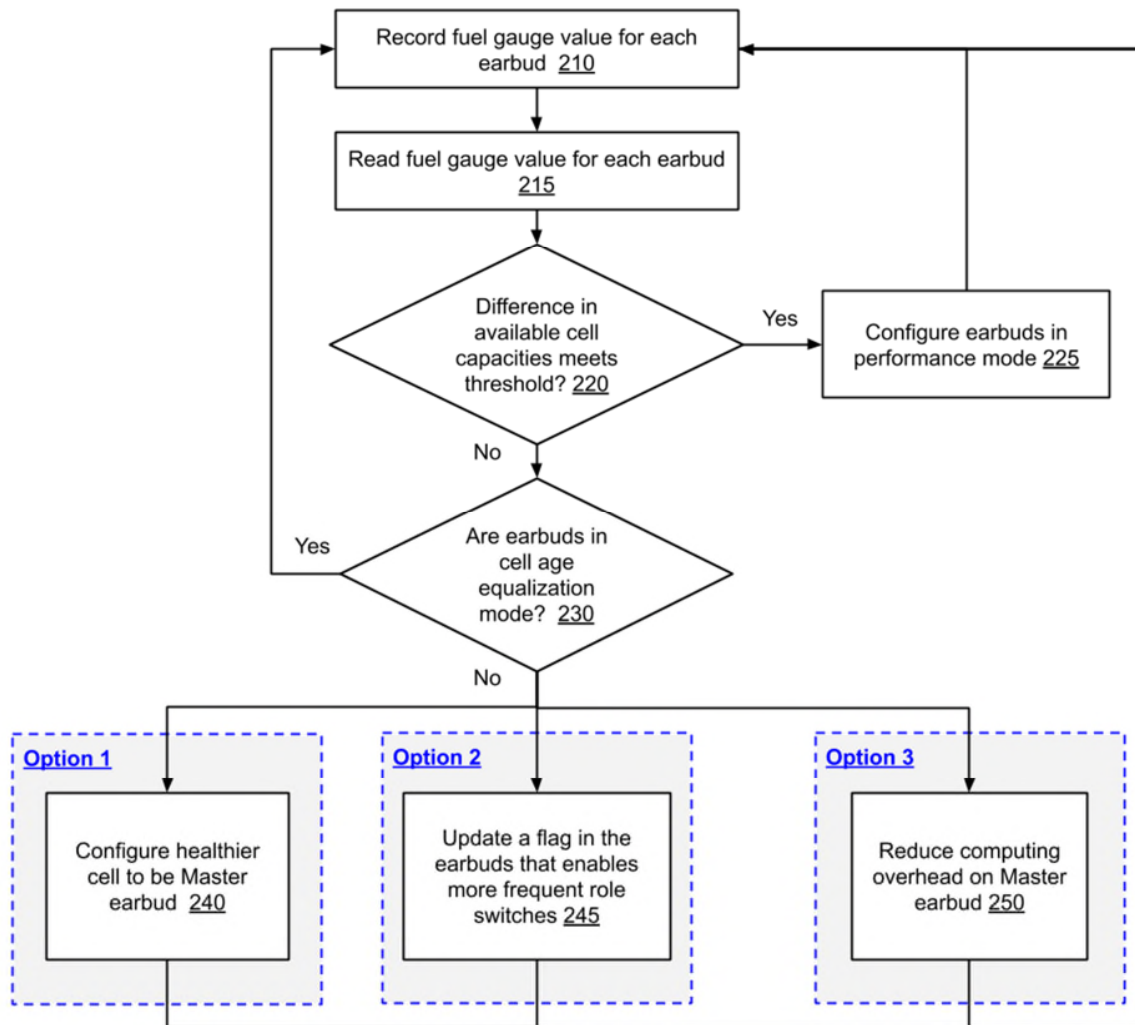 Record fuel gauge value for each
earbud 210
Read fuel gauge value for each earbud
215
Difference in
available cell
capacities meets
threshold? 220
Yes
Configure earbuds in
performance mode 225
No
Are earbuds in
cell age
equalization
mode? 230
Yes
No
Option 1
Configure healthier
cell to be Master
earbud 240
Option 2
Update a flag in the
earbuds that enables
more frequent role
switches 245
Option 3
Reduce computing
overhead on Master
earbud 250